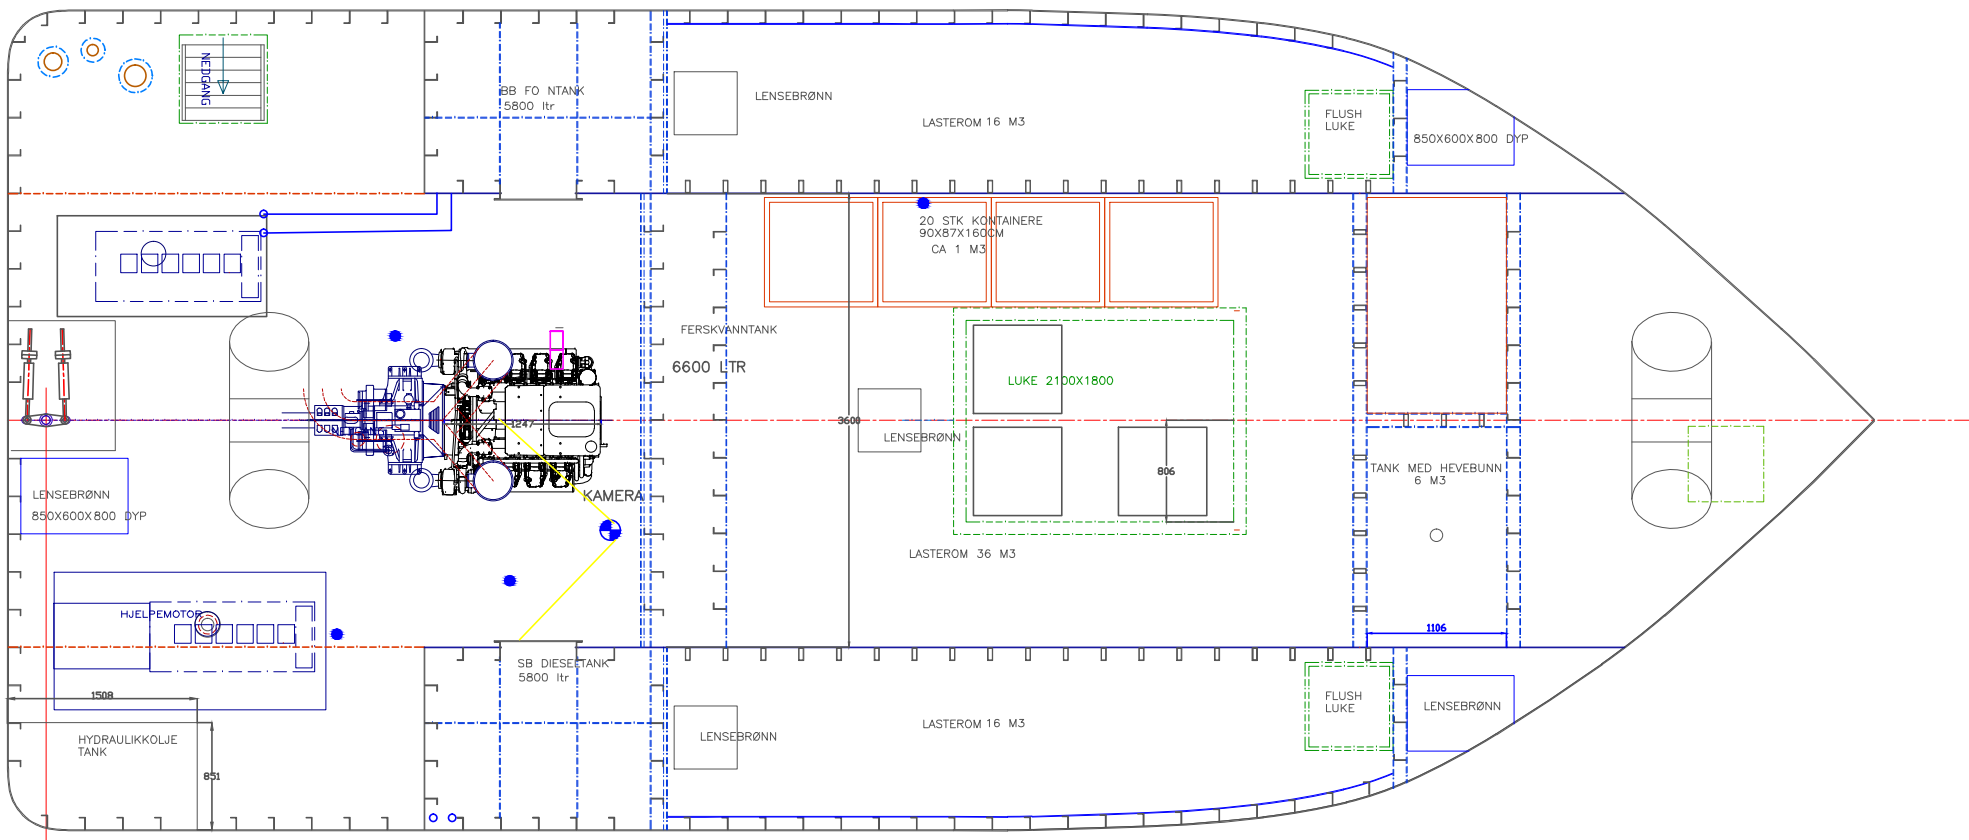 NEDGANG
BB FO NTANK
5800 ltr
LENSEBRØNN
LASTEROM 16 M3
FLUSH
LUKE
850X600X800 DYP
20 STK KONTAINERE
90X87X160CM
CA 1 M3
FERSKVANNTANK
6600 LTR
LUKE 2100X1800
3600
1247
LENSEBRØNN
806
TANK MED HEVEBUNN
6 M3
KAMERA
LENSEBRØNN
850X600X800 DYP
LASTEROM 36 M3
HJELPEMOTOR
1106
SB DIESELTANK
5800 ltr
1508
FLUSH
LUKE
LENSEBRØNN
LASTEROM 16 M3
LENSEBRØNN
HYDRAULIKKOLJE
TANK
851